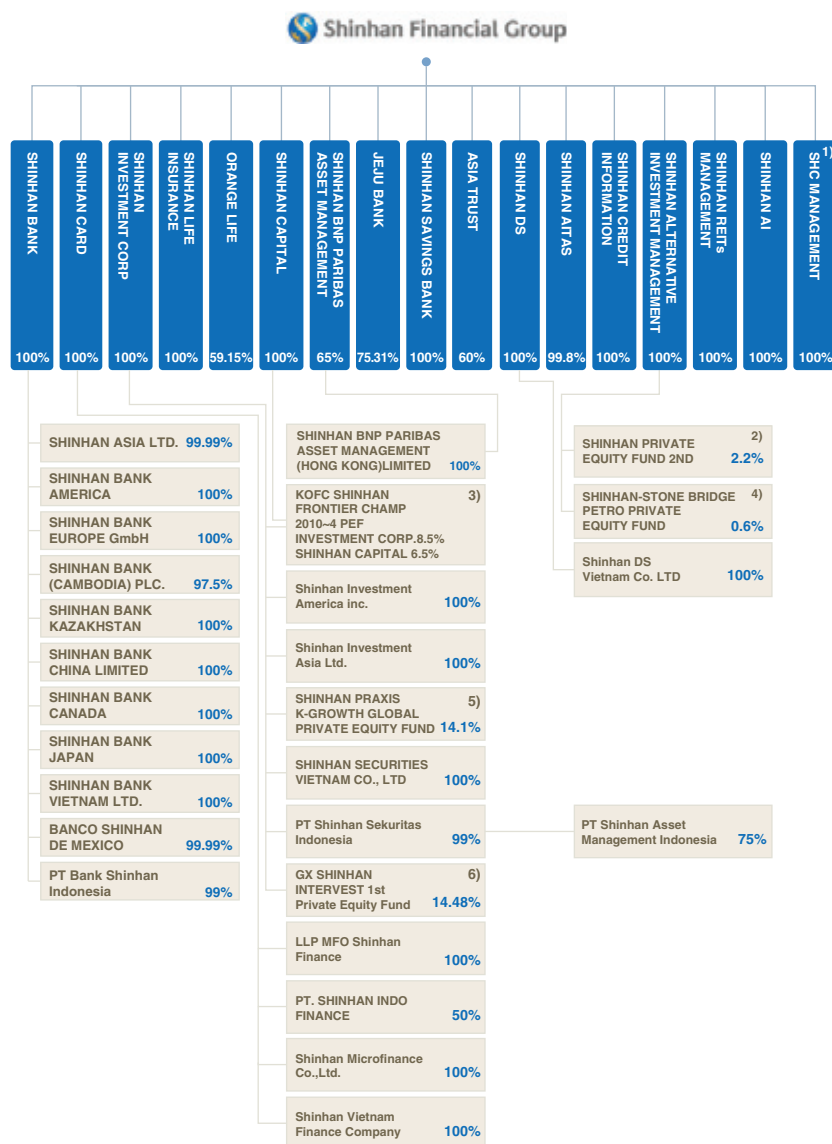 Shinhan Financial Group
SHINHAN BANK
100%
SHINHAN CARD
100%
SHINHAN
INVESTMENT CORP
100%
SHINHAN LIFE
INSURANCE
100%
ORANGE LIFE
59.15%
SHINHAN CAPITAL
100%
SHINHAN BNP PARIBAS
ASSET MANAGEMENT
65%
JEJU BANK
75.31%
SHINHAN SAVINGS BANK
100%
ASIA TRUST
60%
SHINHAN DS
100%
SHINHAN AITAS
99.8%
SHINHAN CREDIT
INFORMATION
100%
SHINHAN ALTERNATIVE
INVESTMENT MANAGEMENT
100%
SHINHAN REITs
MANAGEMENT
100%
SHINHAN AI
100%
1)
SHC MANAGEMENT
100%
SHINHAN ASIA LTD. 99.99%
SHINHAN BANK
AMERICA 100%
SHINHAN BANK
EUROPE GmbH 100%
SHINHAN BANK
(CAMBODIA) PLC. 97.5%
SHINHAN BANK
KAZAKHSTAN 100%
SHINHAN BANK
CHINA LIMITED 100%
SHINHAN BANK
CANADA 100%
SHINHAN BANK
JAPAN 100%
SHINHAN BANK
VIETNAM LTD. 100%
BANCO SHINHAN
DE MEXICO 99.99%
PT Bank Shinhan
Indonesia 99%
SHINHAN BNP PARIBAS
ASSET MANAGEMENT
(HONG KONG)LIMITED 100%
KOFC SHINHAN 3)
FRONTIER CHAMP
2010~4 PEF
INVESTMENT CORP.8.5%
SHINHAN CAPITAL 6.5%
Shinhan Investment
America inc. 100%
Shinhan Investment
Asia Ltd. 100%
SHINHAN PRAXIS 5)
K-GROWTH GLOBAL
PRIVATE EQUITY FUND 14.1%
SHINHAN SECURITIES
VIETNAM CO., LTD 100%
PT Shinhan Sekuritas
Indonesia 99%
GX SHINHAN 6)
INTERVEST 1st
Private Equity Fund 14.48%
LLP MFO Shinhan
Finance 100%
PT. SHINHAN INDO
FINANCE 50%
Shinhan Microfinance
Co.,Ltd. 100%
Shinhan Vietnam
Finance Company 100%
SHINHAN PRIVATE 2)
EQUITY FUND 2ND 2.2%
SHINHAN-STONE BRIDGE 4)
PETRO PRIVATE
EQUITY FUND 0.6%
Shinhan DS
Vietnam Co. LTD 100%
PT Shinhan Asset
Management Indonesia 75%